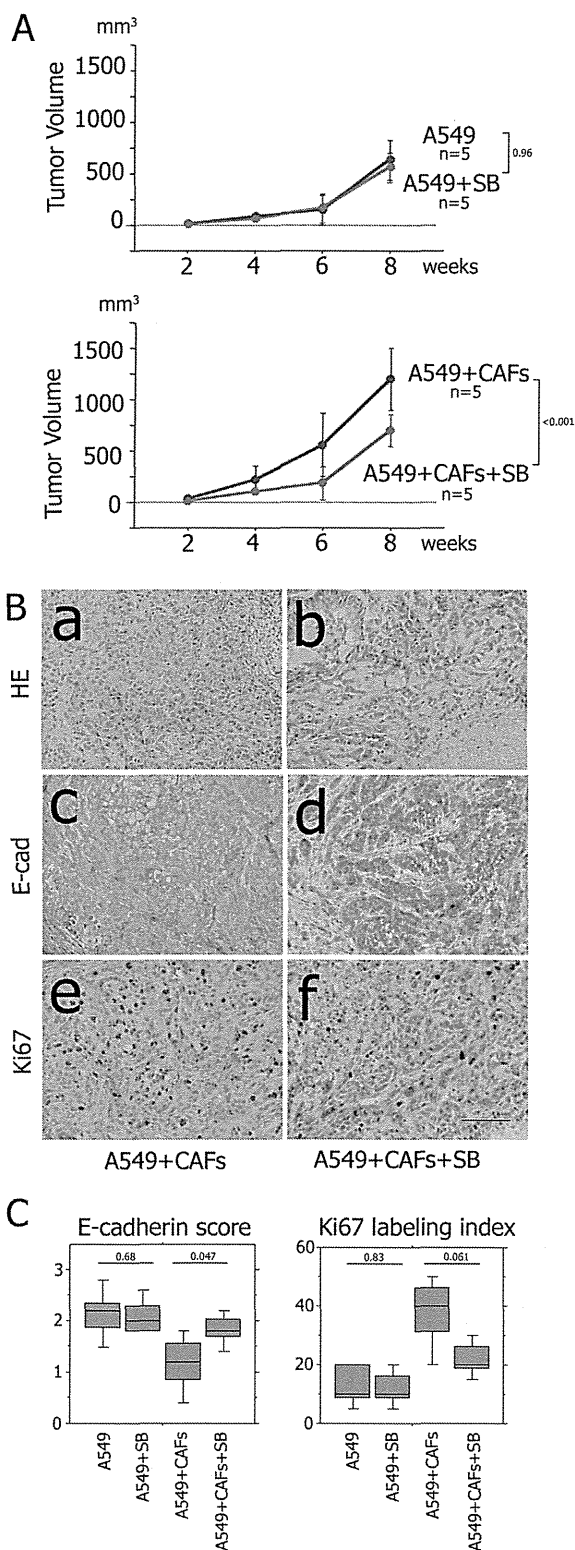 A
mm³
1500
1000
500
0
Tumor Volume
A549
n=5
A549+SB
n=5
0.96
2 4 6 8 weeks
mm³
1500
1000
500
0
Tumor Volume
A549+CAFs
n=5
A549+CAFs+SB
n=5
<0.001
2 4 6 8 weeks
B
a b
HE
c d
E-cad
e f
Ki67
A549+CAFs A549+CAFs+SB
C
E-cadherin score
3
2
1
0
0.68 0.047
A549 A549+SB A549+CAFs A549+CAFs+SB
Ki67 labeling index
60
40
20
0
0.83 0.061
A549 A549+SB A549+CAFs A549+CAFs+SB